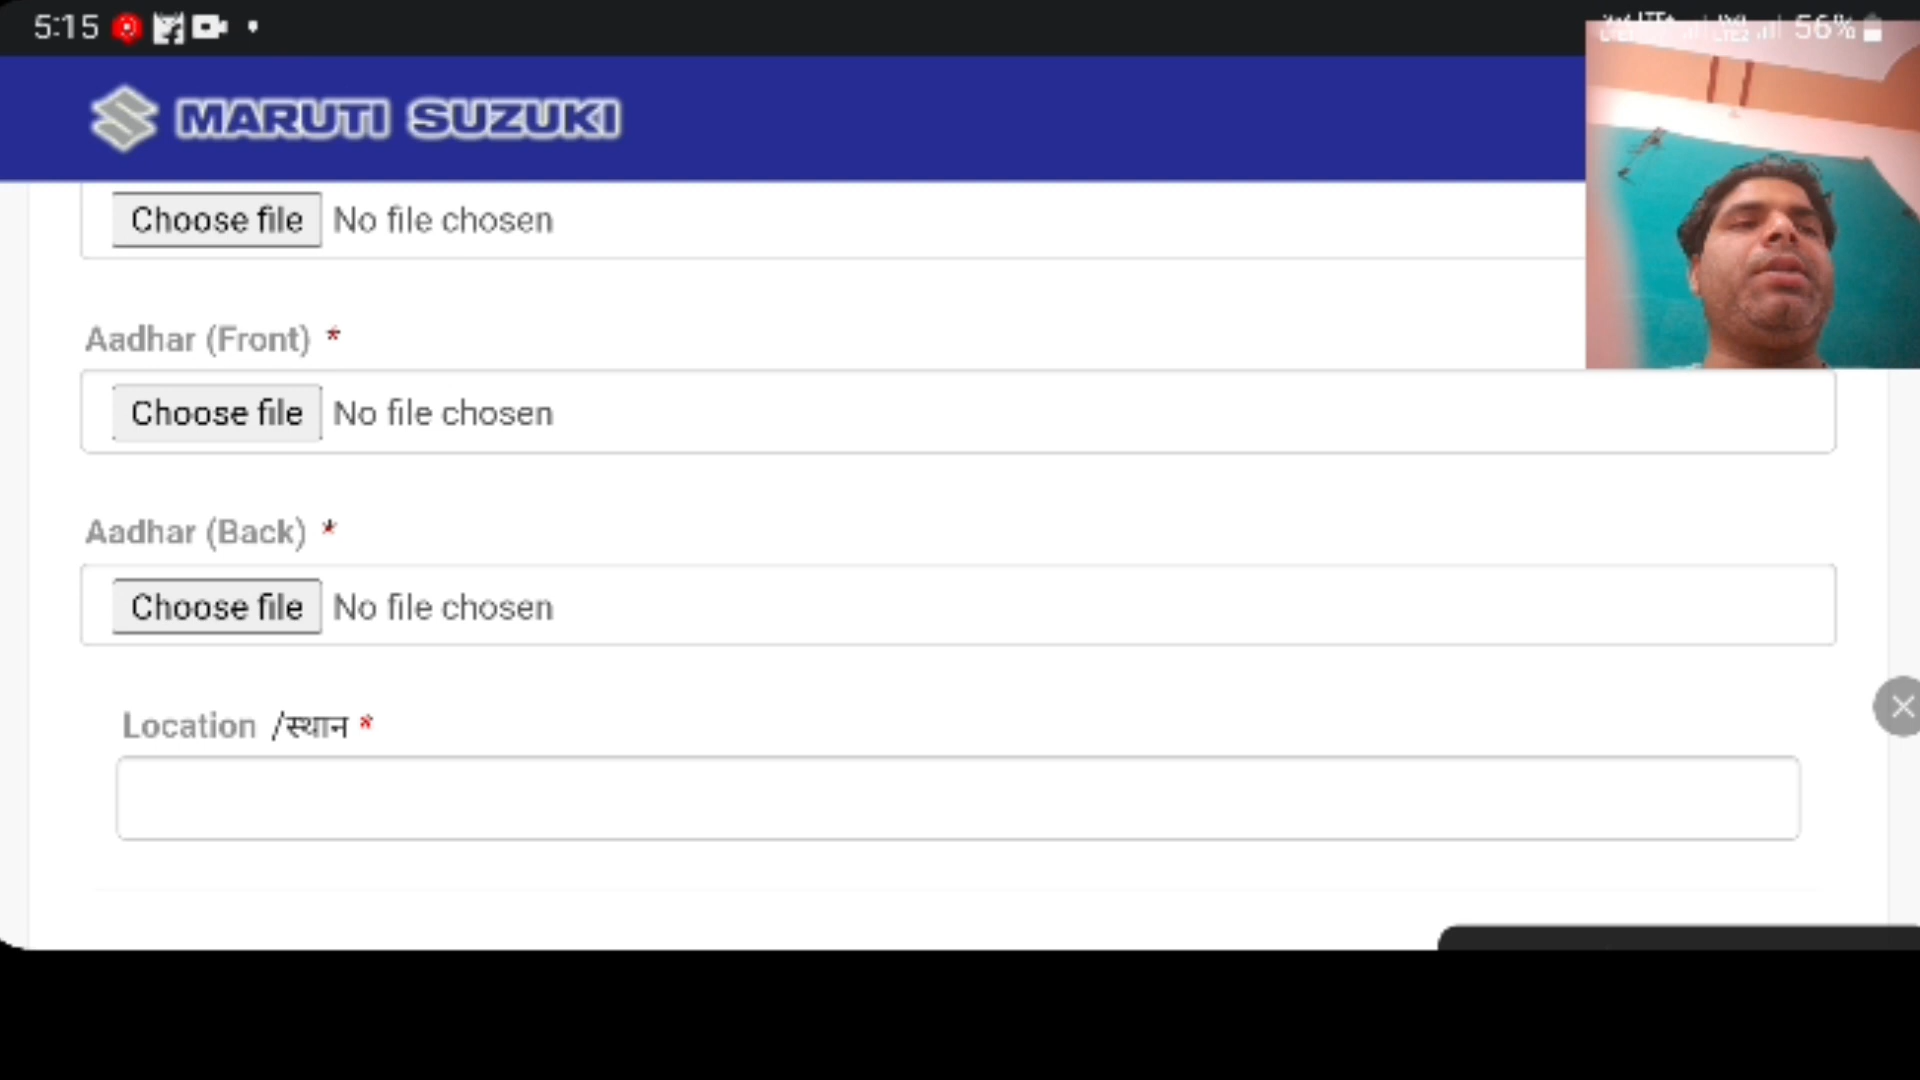 5:15
56%
MARUTI SUZUKI
Choose file No file chosen
Aadhar (Front) *
Choose file No file chosen
Aadhar (Back) *
Choose file No file chosen
Location /स्थान *